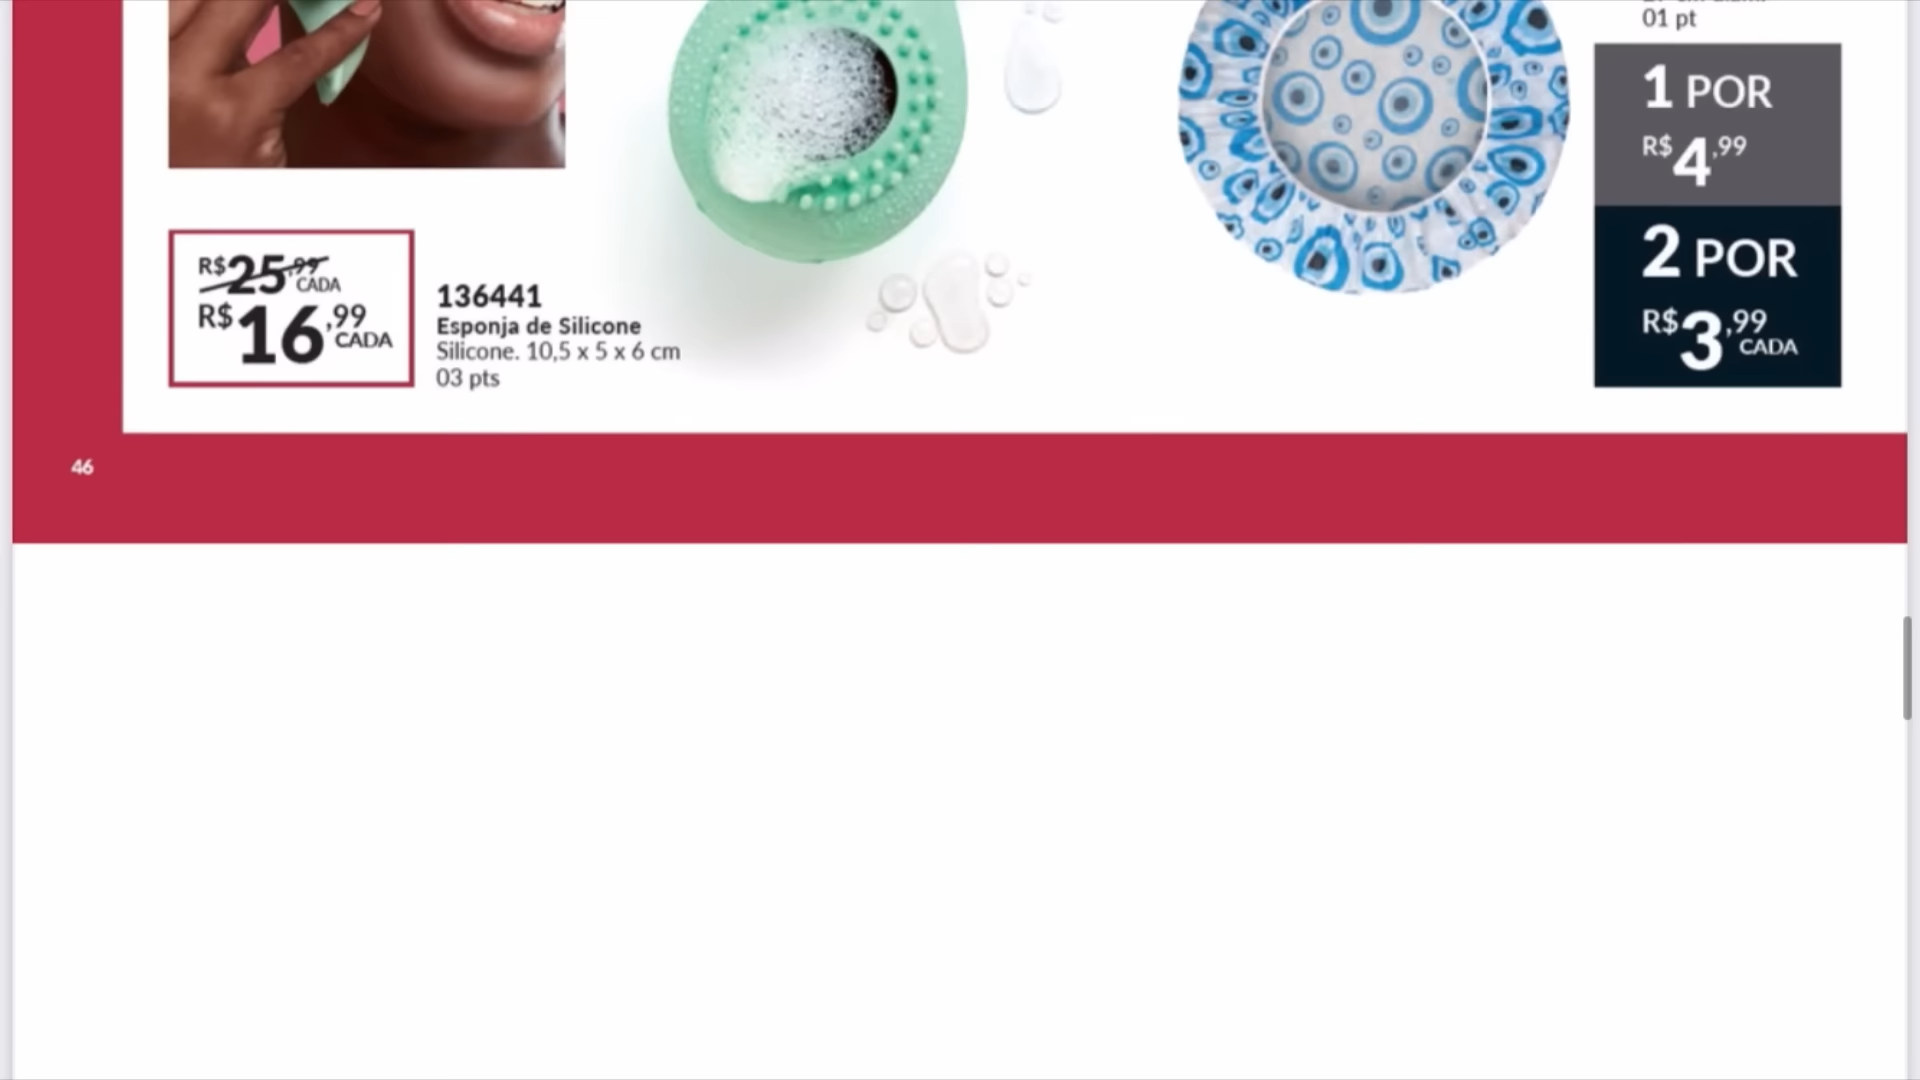 01 pt
1 POR
R$4,99
2 POR
R$3,99
CADA
R$25,99
CADA
R$16,99
CADA
136441
Esponja de Silicone
Silicone. 10,5 x 5 x 6 cm
03 pts
46